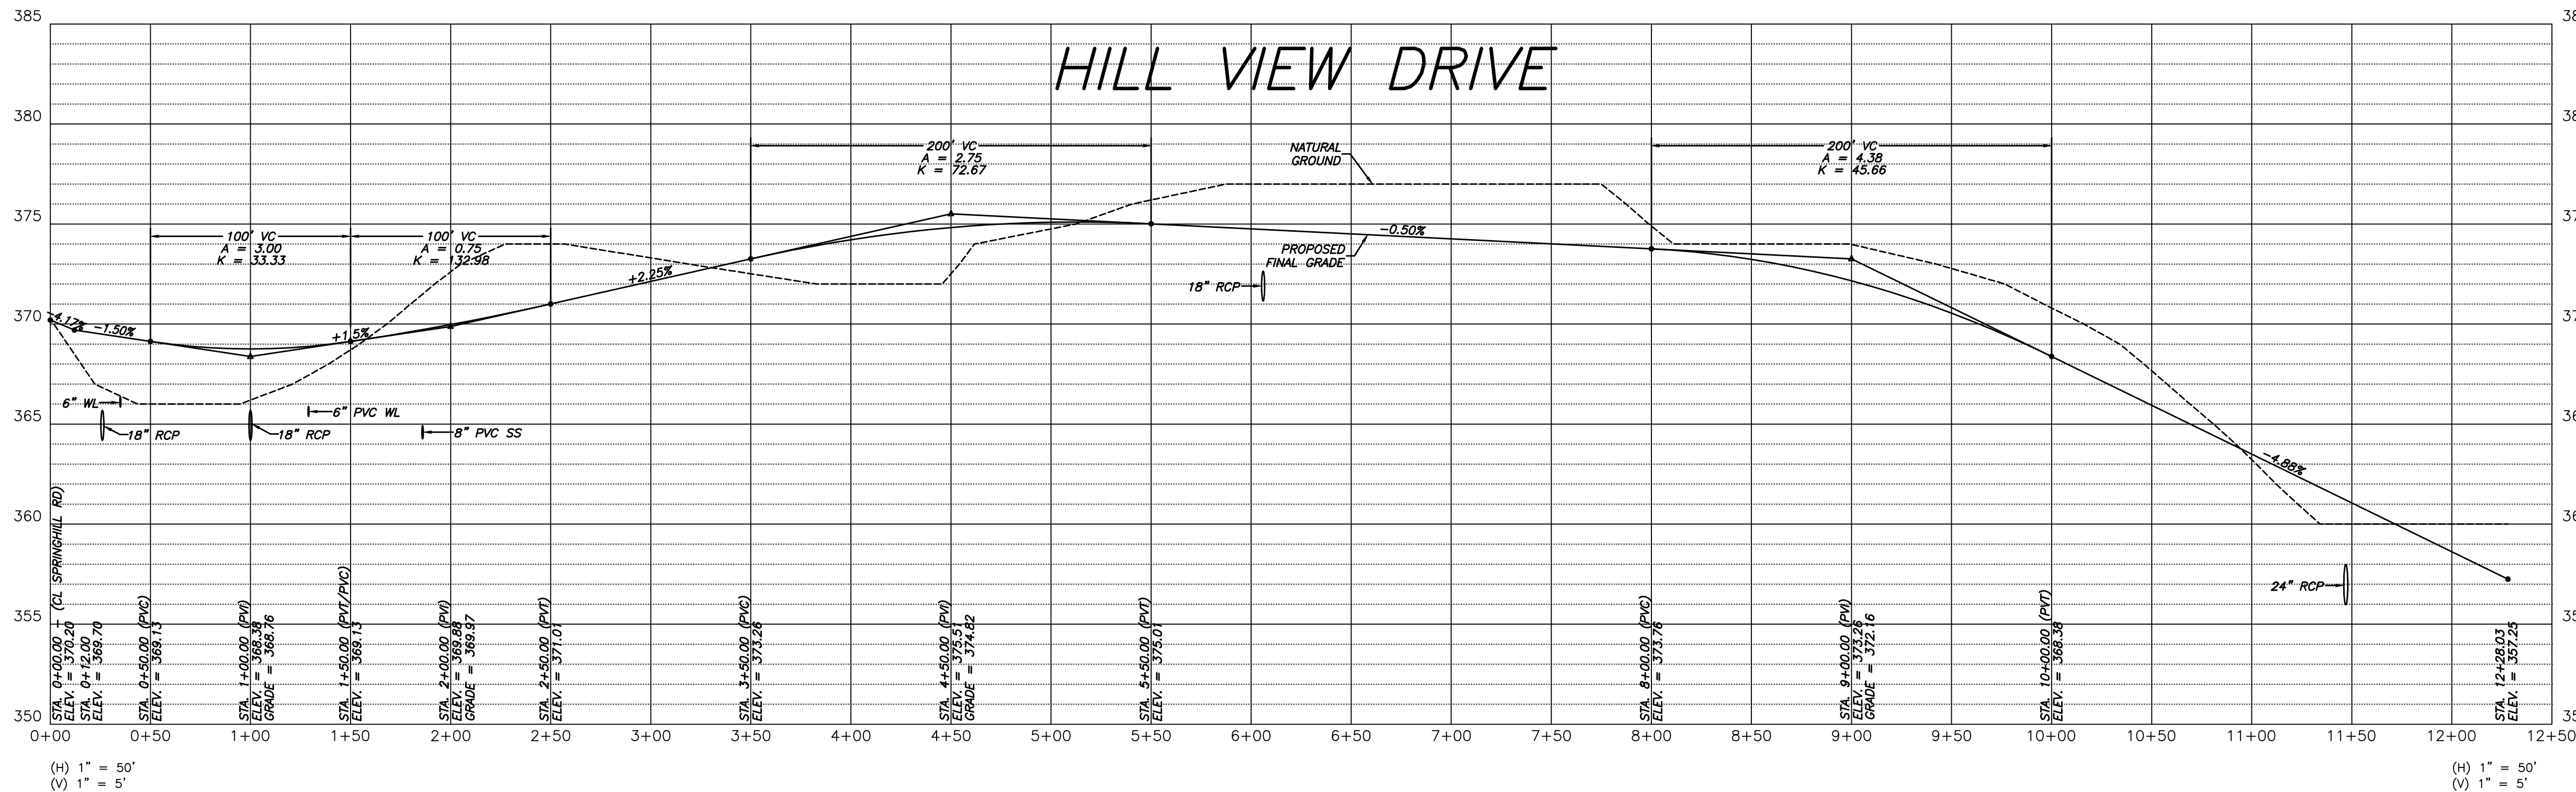 HILL VIEW DRIVE
385
380
375
370
365
360
355
350
38
38
37
37
36
36
35
35
200' VC
A = 2.75
K = 72.67
NATURAL
GROUND
200' VC
A = 4.38
K = 45.66
100' VC
A = 3.00
K = 33.33
100' VC
A = 0.75
K = 132.98
-4.17%
-1.50%
+1.5%
+2.25%
-0.50%
PROPOSED
FINAL GRADE
18" RCP
-4.88%
6" WL
18" RCP
18" RCP
6" PVC WL
8" PVC SS
24" RCP
STA. 0+00.00 - (CL SPRINGHILL RD)
ELEV. = 370.20
STA. 0+12.00
ELEV. = 369.70
STA. 0+50.00 (PVC)
ELEV. = 369.13
STA. 1+00.00 (PVI)
ELEV. = 368.38
GRADE = 368.76
STA. 1+50.00 (PVT/PVC)
ELEV. = 369.13
STA. 2+00.00 (PVI)
ELEV. = 369.88
GRADE = 369.97
STA. 2+50.00 (PVT)
ELEV. = 371.01
STA. 3+50.00 (PVC)
ELEV. = 373.26
STA. 4+50.00 (PVI)
ELEV. = 375.51
GRADE = 374.82
STA. 5+50.00 (PVT)
ELEV. = 375.01
STA. 8+00.00 (PVC)
ELEV. = 373.76
STA. 9+00.00 (PVI)
ELEV. = 373.26
GRADE = 372.16
STA. 10+00.00 (PVT)
ELEV. = 368.38
STA. 12+28.03
ELEV. = 357.25
0+00 0+50 1+00 1+50 2+00 2+50 3+00 3+50 4+00 4+50 5+00 5+50 6+00 6+50 7+00 7+50 8+00 8+50 9+00 9+50 10+00 10+50 11+00 11+50 12+00 12+50
(H) 1" = 50'
(V) 1" = 5'
(H) 1" = 50'
(V) 1" = 5'